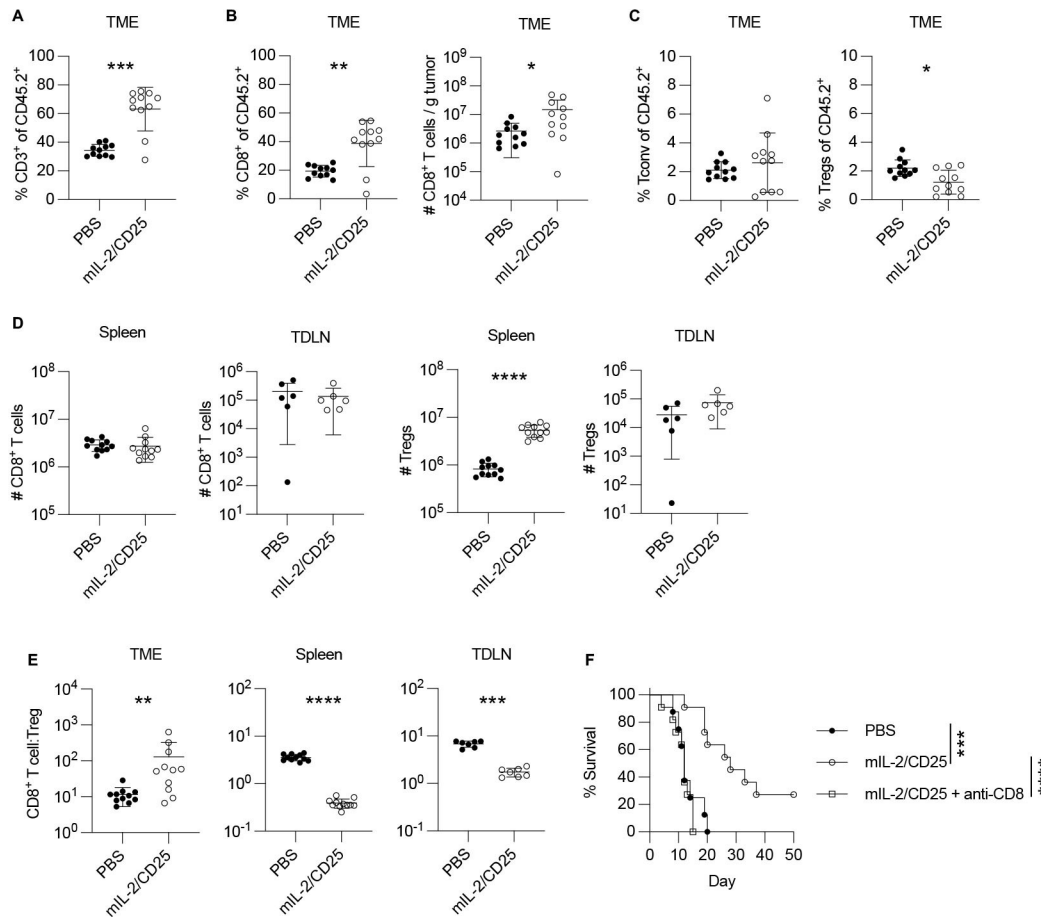 A
TME
% CD3⁺ of CD45.2⁺
100
80
60
40
20
0
***
PBS
mIL-2/CD25
B
TME
% CD8⁺ of CD45.2⁺
100
80
60
40
20
0
**
PBS
mIL-2/CD25
TME
# CD8⁺ T cells / g tumor
10⁹
10⁸
10⁷
10⁶
10⁵
10⁴
*
PBS
mIL-2/CD25
C
TME
% Tconv of CD45.2⁺
10
8
6
4
2
0
PBS
mIL-2/CD25
TME
% Tregs of CD45.2⁺
10
8
6
4
2
0
*
PBS
mIL-2/CD25
D
Spleen
# CD8⁺ T cells
10⁸
10⁷
10⁶
10⁵
PBS
mIL-2/CD25
TDLN
# CD8⁺ T cells
10⁶
10⁵
10⁴
10³
10²
10¹
PBS
mIL-2/CD25
Spleen
# Tregs
10⁸
10⁷
10⁶
10⁵
****
PBS
mIL-2/CD25
TDLN
# Tregs
10⁶
10⁵
10⁴
10³
10²
10¹
PBS
mIL-2/CD25
E
TME
CD8⁺ T cell:Treg
10⁴
10³
10²
10¹
10⁰
**
PBS
mIL-2/CD25
Spleen
10²
10¹
10⁰
10⁻¹
****
PBS
mIL-2/CD25
TDLN
10²
10¹
10⁰
10⁻¹
***
PBS
mIL-2/CD25
F
% Survival
100
80
60
40
20
0
0 10 20 30 40 50
Day
PBS
mIL-2/CD25
mIL-2/CD25 + anti-CD8
***
****